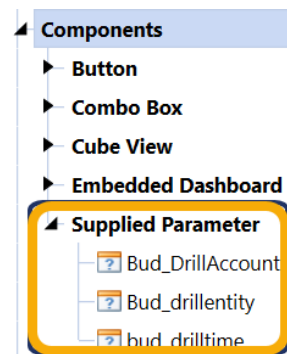 Components
Button
Combo Box
Cube View
Embedded Dashboard
Supplied Parameter
Bud_DrillAccount
Bud_drillentity
bud_drilltime